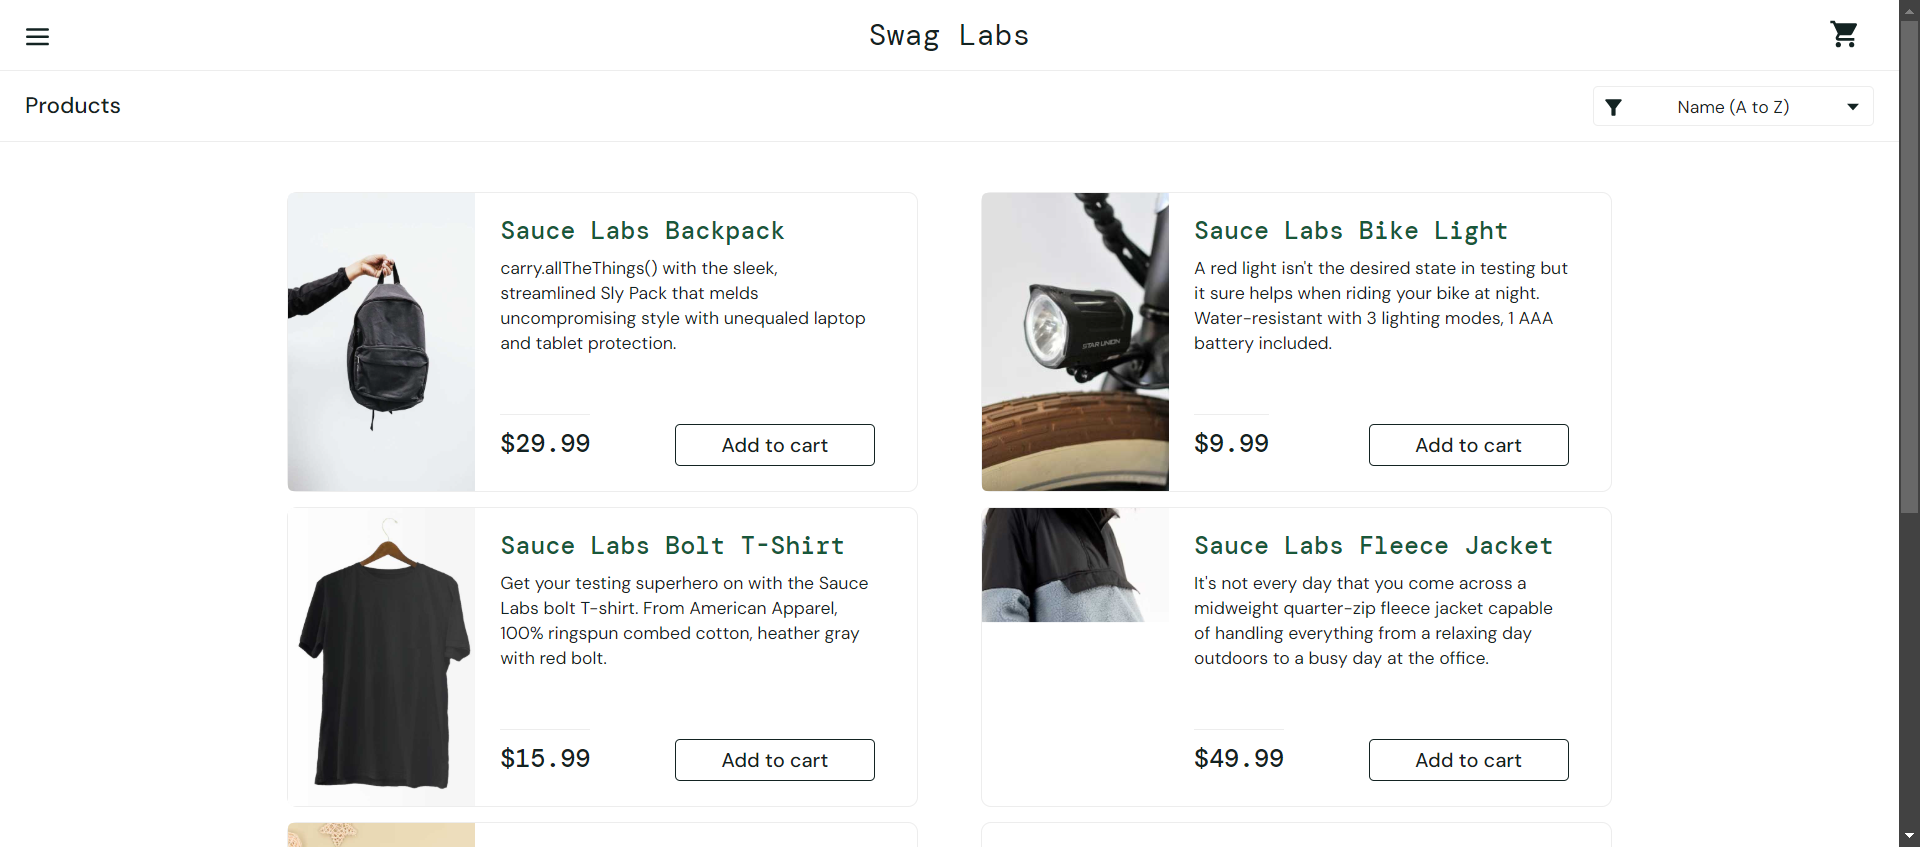 Swag Labs
Products
Name (A to Z)
Sauce Labs Backpack
carry.allTheThings() with the sleek,
streamlined Sly Pack that melds
uncompromising style with unequaled laptop
and tablet protection.
$29.99
Add to cart
Sauce Labs Bike Light
A red light isn't the desired state in testing but
it sure helps when riding your bike at night.
Water-resistant with 3 lighting modes, 1 AAA
battery included.
STAR UNION
$9.99
Add to cart
Sauce Labs Bolt T-Shirt
Get your testing superhero on with the Sauce
Labs bolt T-shirt. From American Apparel,
100% ringspun combed cotton, heather gray
with red bolt.
$15.99
Add to cart
Sauce Labs Fleece Jacket
It's not every day that you come across a
midweight quarter-zip fleece jacket capable
of handling everything from a relaxing day
outdoors to a busy day at the office.
$49.99
Add to cart